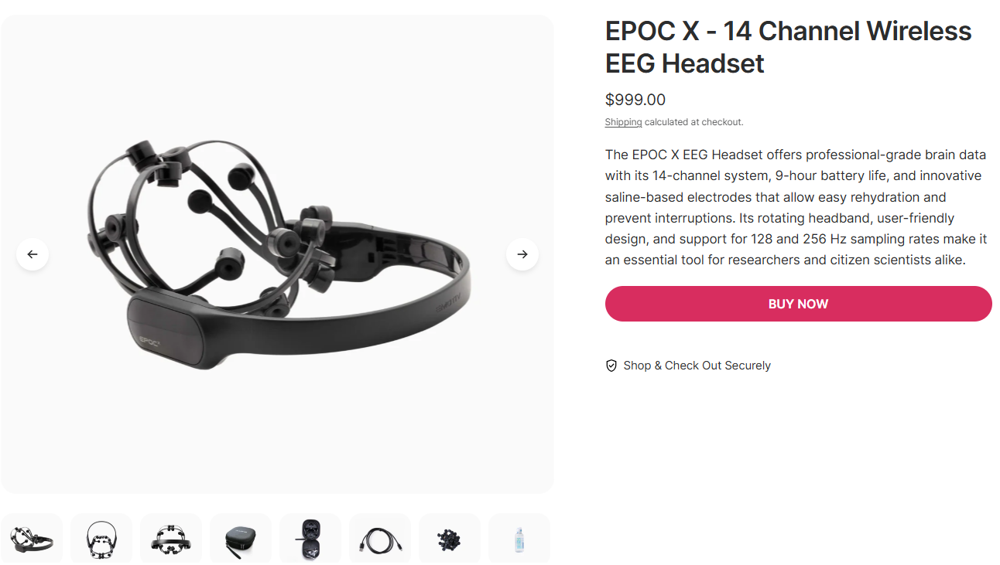 EPOC X - 14 Channel Wireless
EEG Headset
$999.00
Shipping calculated at checkout.
The EPOC X EEG Headset offers professional-grade brain data
with its 14-channel system, 9-hour battery life, and innovative
saline-based electrodes that allow easy rehydration and
prevent interruptions. Its rotating headband, user-friendly
design, and support for 128 and 256 Hz sampling rates make it
an essential tool for researchers and citizen scientists alike.
BUY NOW
Shop & Check Out Securely
EPOC X